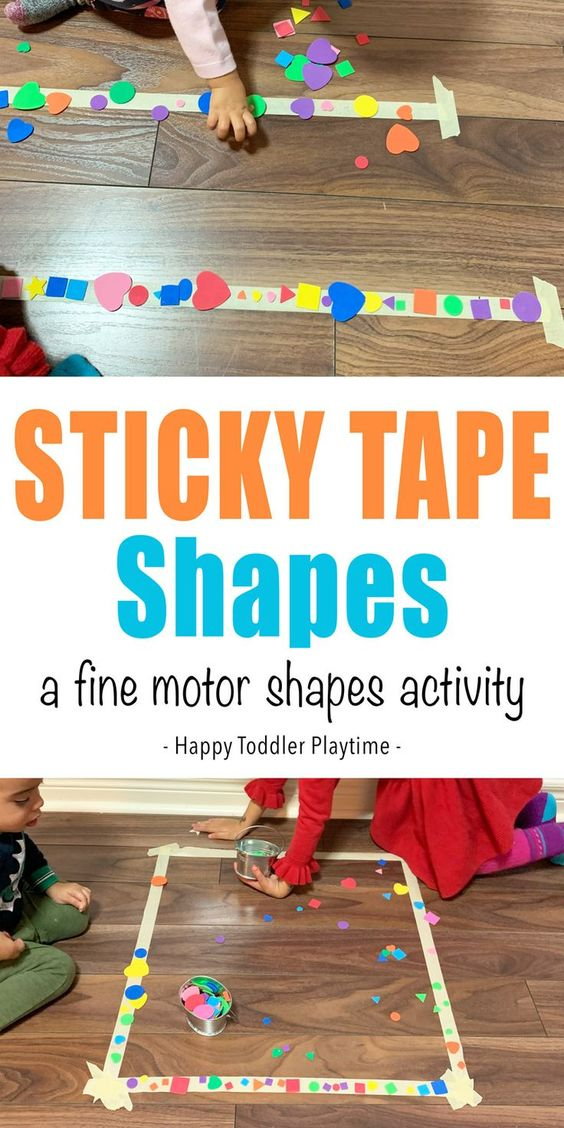 STICKY TAPE
Shapes
a fine motor shapes activity
- Happy Toddler Playtime -